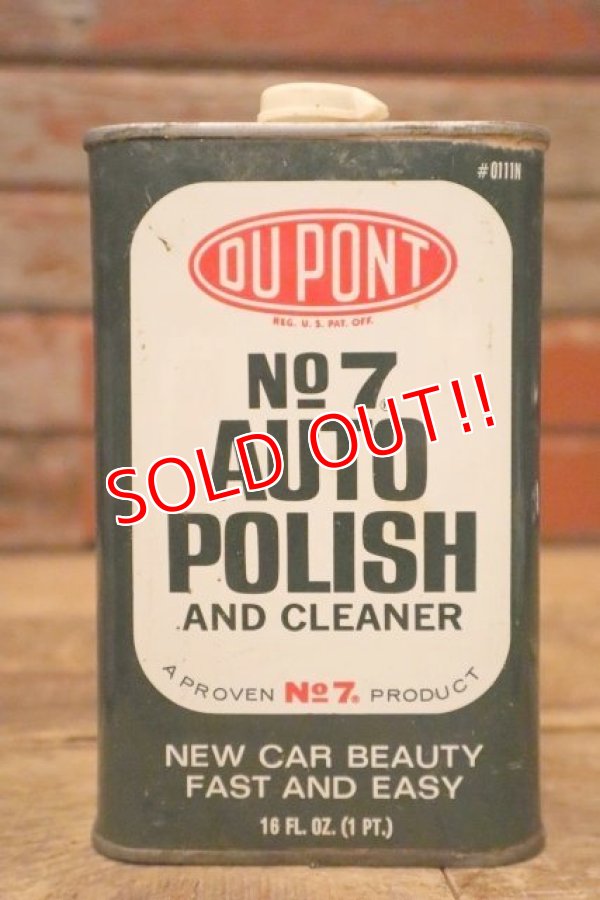 #0111N
DU PONT
REG. U. S. PAT. OFF.
No 7®
AUTO
POLISH
AND CLEANER
A PROVEN No 7® PRODUCT
NEW CAR BEAUTY
FAST AND EASY
16 FL. OZ. (1 PT.)
SOLD OUT!!